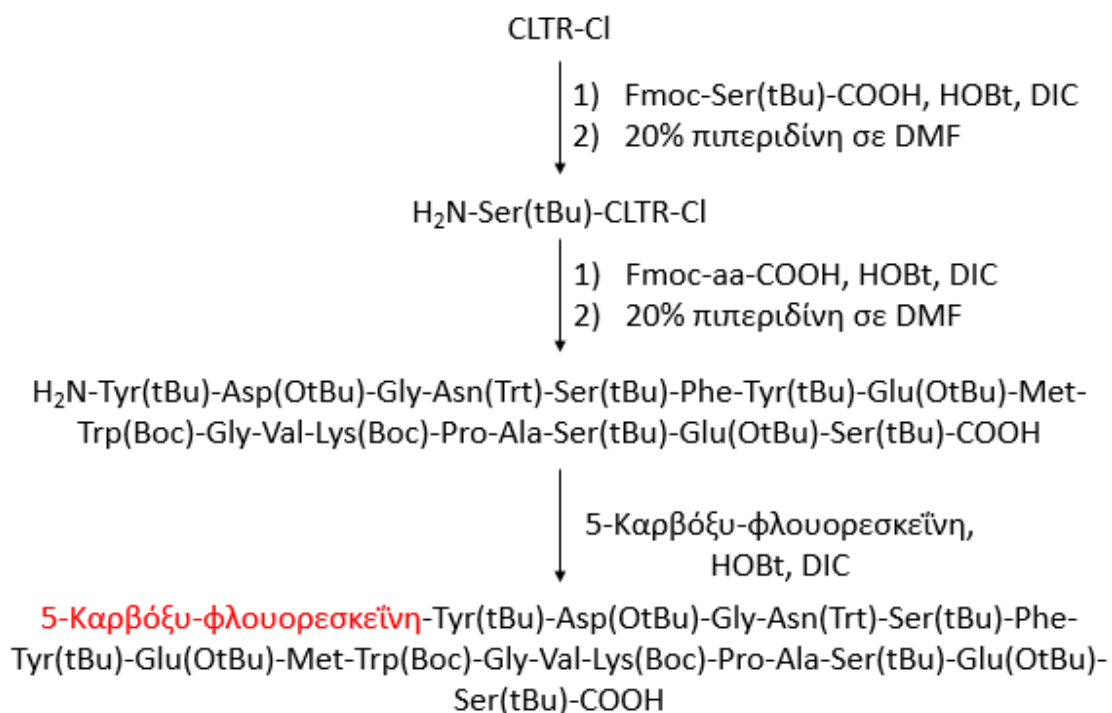 CLTR-Cl
1) Fmoc-Ser(tBu)-COOH, HOBt, DIC
2) 20% πιπεριδίνη σε DMF
H₂N-Ser(tBu)-CLTR-Cl
1) Fmoc-aa-COOH, HOBt, DIC
2) 20% πιπεριδίνη σε DMF
H₂N-Tyr(tBu)-Asp(OtBu)-Gly-Asn(Trt)-Ser(tBu)-Phe-Tyr(tBu)-Glu(OtBu)-Met-
Trp(Boc)-Gly-Val-Lys(Boc)-Pro-Ala-Ser(tBu)-Glu(OtBu)-Ser(tBu)-COOH
5-Καρβόξυ-φλουορεσκεΐνη,
HOBt, DIC
5-Καρβόξυ-φλουορεσκεΐνη-Tyr(tBu)-Asp(OtBu)-Gly-Asn(Trt)-Ser(tBu)-Phe-
Tyr(tBu)-Glu(OtBu)-Met-Trp(Boc)-Gly-Val-Lys(Boc)-Pro-Ala-Ser(tBu)-Glu(OtBu)-
Ser(tBu)-COOH